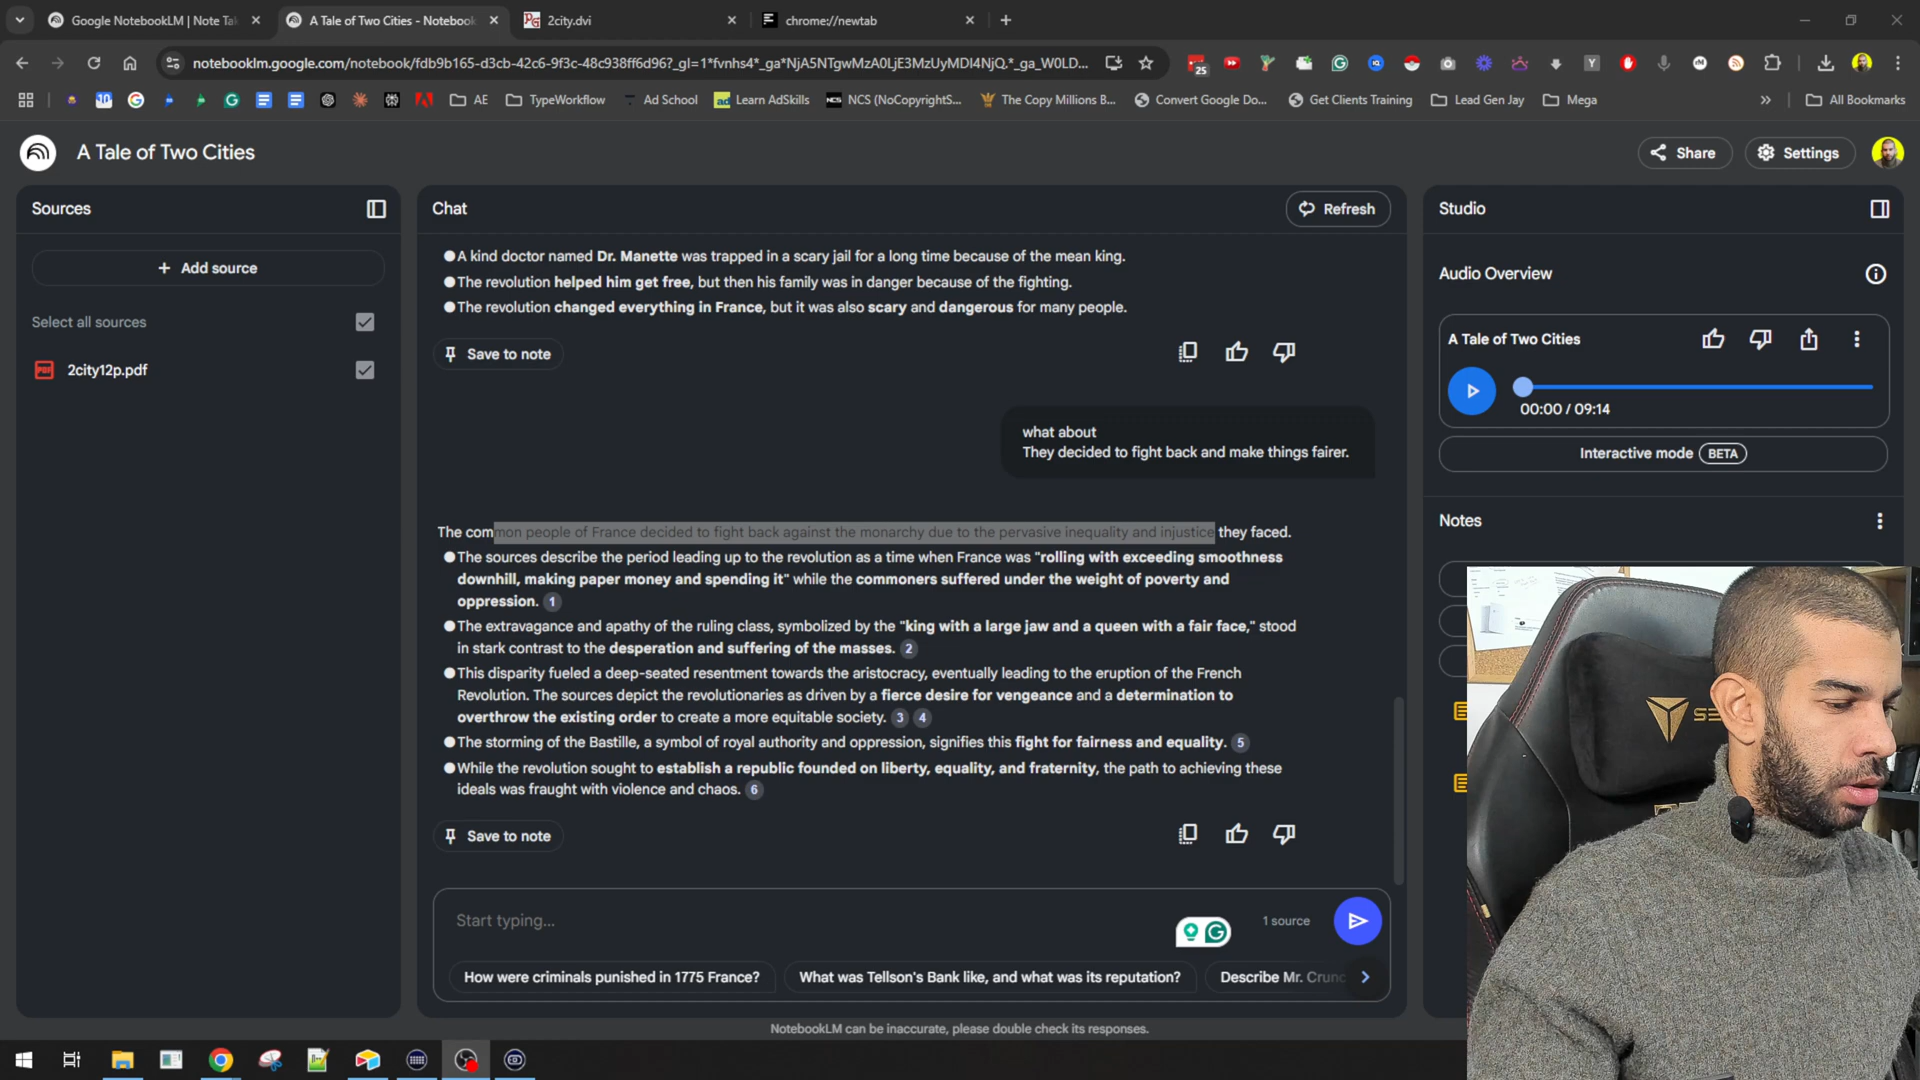 Google NotebookLM | Note Tak
A Tale of Two Cities - Notebook
2city.dvi
chrome://newtab
notebooklm.google.com/notebook/fdb9b165-d3cb-42c6-9f3c-48c938ff6d96?_gl=1*fvnhs4*_ga*NjA5NTgwMzA0LjE3MzUyMDI4NjQ.*_ga_W0LD...
25
AE
TypeWorkflow
Ad School
Learn AdSkills
NCS (NoCopyrightS...
The Copy Millions B...
Convert Google Do...
Get Clients Training
Lead Gen Jay
Mega
All Bookmarks
A Tale of Two Cities
Share
Settings
Sources
Add source
Select all sources
PDF
2city12p.pdf
Chat
Refresh
A kind doctor named Dr. Manette was trapped in a scary jail for a long time because of the mean king.
The revolution helped him get free, but then his family was in danger because of the fighting.
The revolution changed everything in France, but it was also scary and dangerous for many people.
Save to note
what about
They decided to fight back and make things fairer.
The common people of France decided to fight back against the monarchy due to the pervasive inequality and injustice they faced.
The sources describe the period leading up to the revolution as a time when France was "rolling with exceeding smoothness
downhill, making paper money and spending it" while the commoners suffered under the weight of poverty and
oppression. 1
The extravagance and apathy of the ruling class, symbolized by the "king with a large jaw and a queen with a fair face," stood
in stark contrast to the desperation and suffering of the masses. 2
This disparity fueled a deep-seated resentment towards the aristocracy, eventually leading to the eruption of the French
Revolution. The sources depict the revolutionaries as driven by a fierce desire for vengeance and a determination to
overthrow the existing order to create a more equitable society. 3 4
The storming of the Bastille, a symbol of royal authority and oppression, signifies this fight for fairness and equality. 5
While the revolution sought to establish a republic founded on liberty, equality, and fraternity, the path to achieving these
ideals was fraught with violence and chaos. 6
Save to note
Start typing...
1 source
How were criminals punished in 1775 France?
What was Tellson's Bank like, and what was its reputation?
Describe Mr. Crunc
NotebookLM can be inaccurate, please double check its responses.
Studio
Audio Overview
A Tale of Two Cities
00:00 / 09:14
Interactive mode BETA
Notes